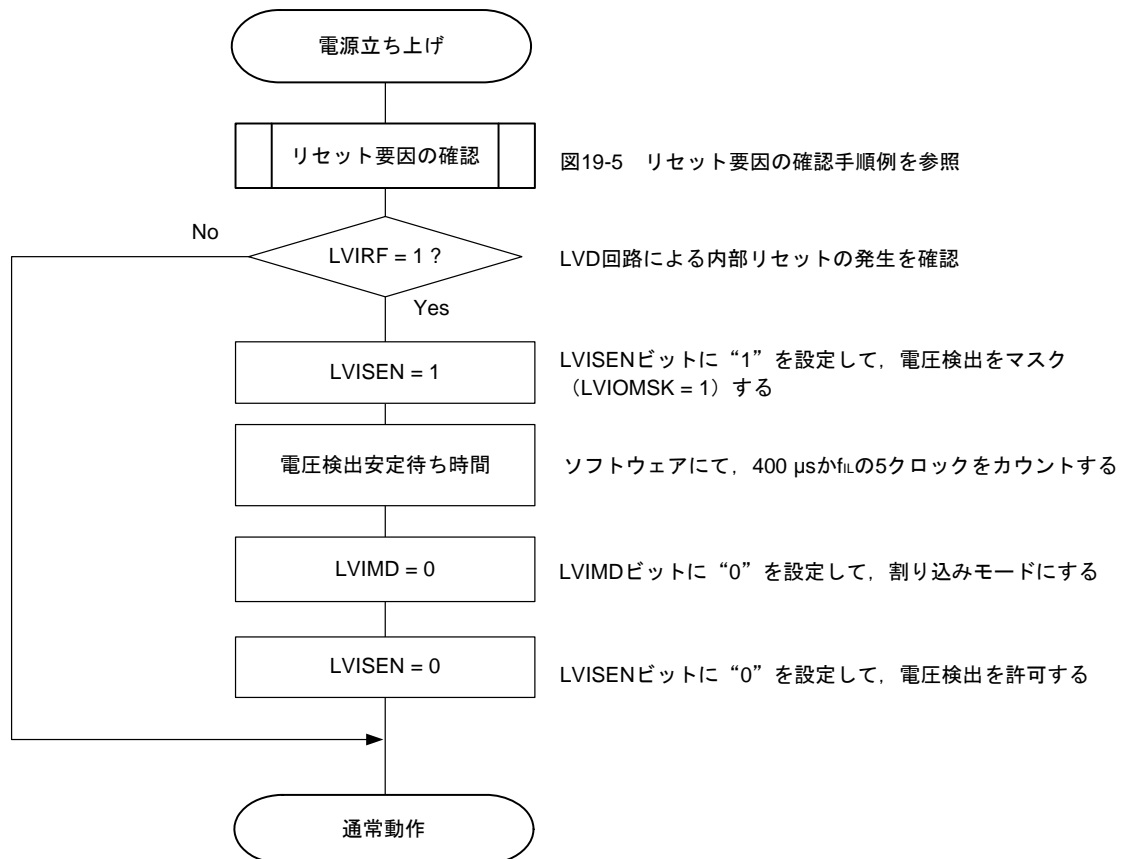 電源立ち上げ
リセット要因の確認
図19-5　リセット要因の確認手順例を参照
No
LVIRF = 1 ?
LVD回路による内部リセットの発生を確認
Yes
LVISEN = 1
LVISENビットに“1”を設定して，電圧検出をマスク
（LVIOMSK = 1）する
電圧検出安定待ち時間
ソフトウェアにて，400 μsかfILの5クロックをカウントする
LVIMD = 0
LVIMDビットに“0”を設定して，割り込みモードにする
LVISEN = 0
LVISENビットに“0”を設定して，電圧検出を許可する
通常動作